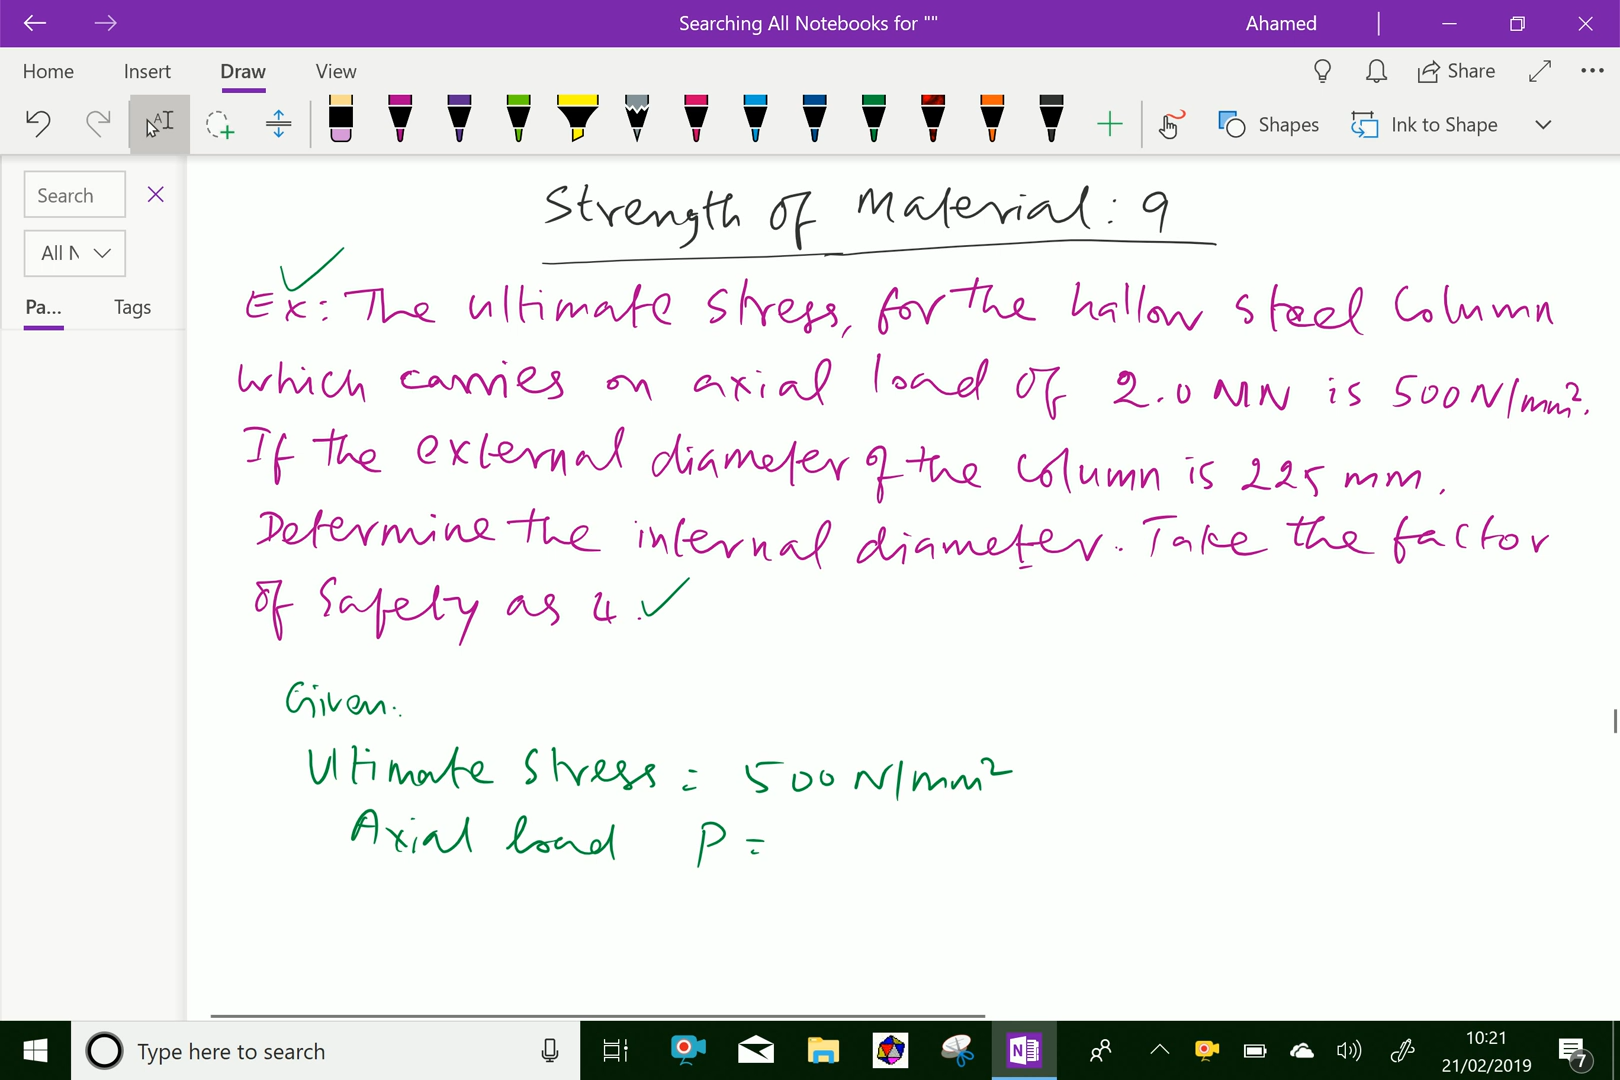 Searching All Notebooks for ""
Ahamed
Home Insert Draw View
Share
Shapes Ink to Shape
Search
All N
Pa... Tags
Strength of Material: 9
Ex: The ultimate stress, for the hallow steel column
which carries on axial load of 2.0 MN is 500N/mm².
If the external diameter of the column is 225 mm.
Determine the internal diameter. Take the factor
of Safety as 4.
Given.
Ultimate Stress = 500 N/mm²
Axial load P =
Type here to search
N
10:21
21/02/2019
7